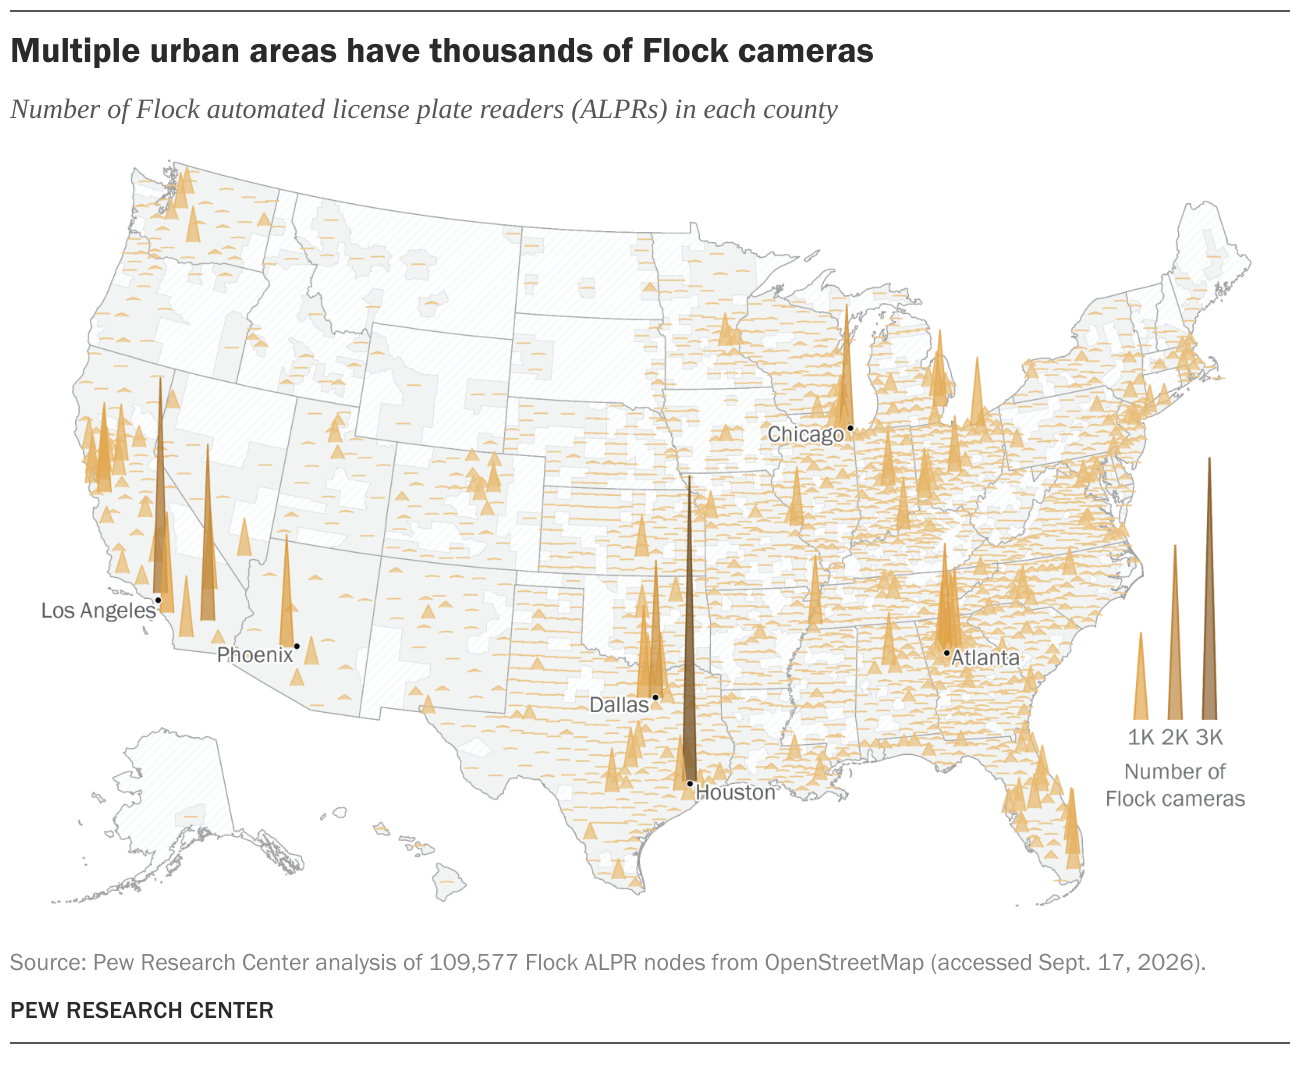 Multiple urban areas have thousands of Flock cameras
Number of Flock automated license plate readers (ALPRs) in each county
Chicago
Los Angeles
Phoenix
Atlanta
Dallas
Houston
1K 2K 3K
Number of
Flock cameras
Source: Pew Research Center analysis of 109,577 Flock ALPR nodes from OpenStreetMap (accessed Sept. 17, 2026).
PEW RESEARCH CENTER